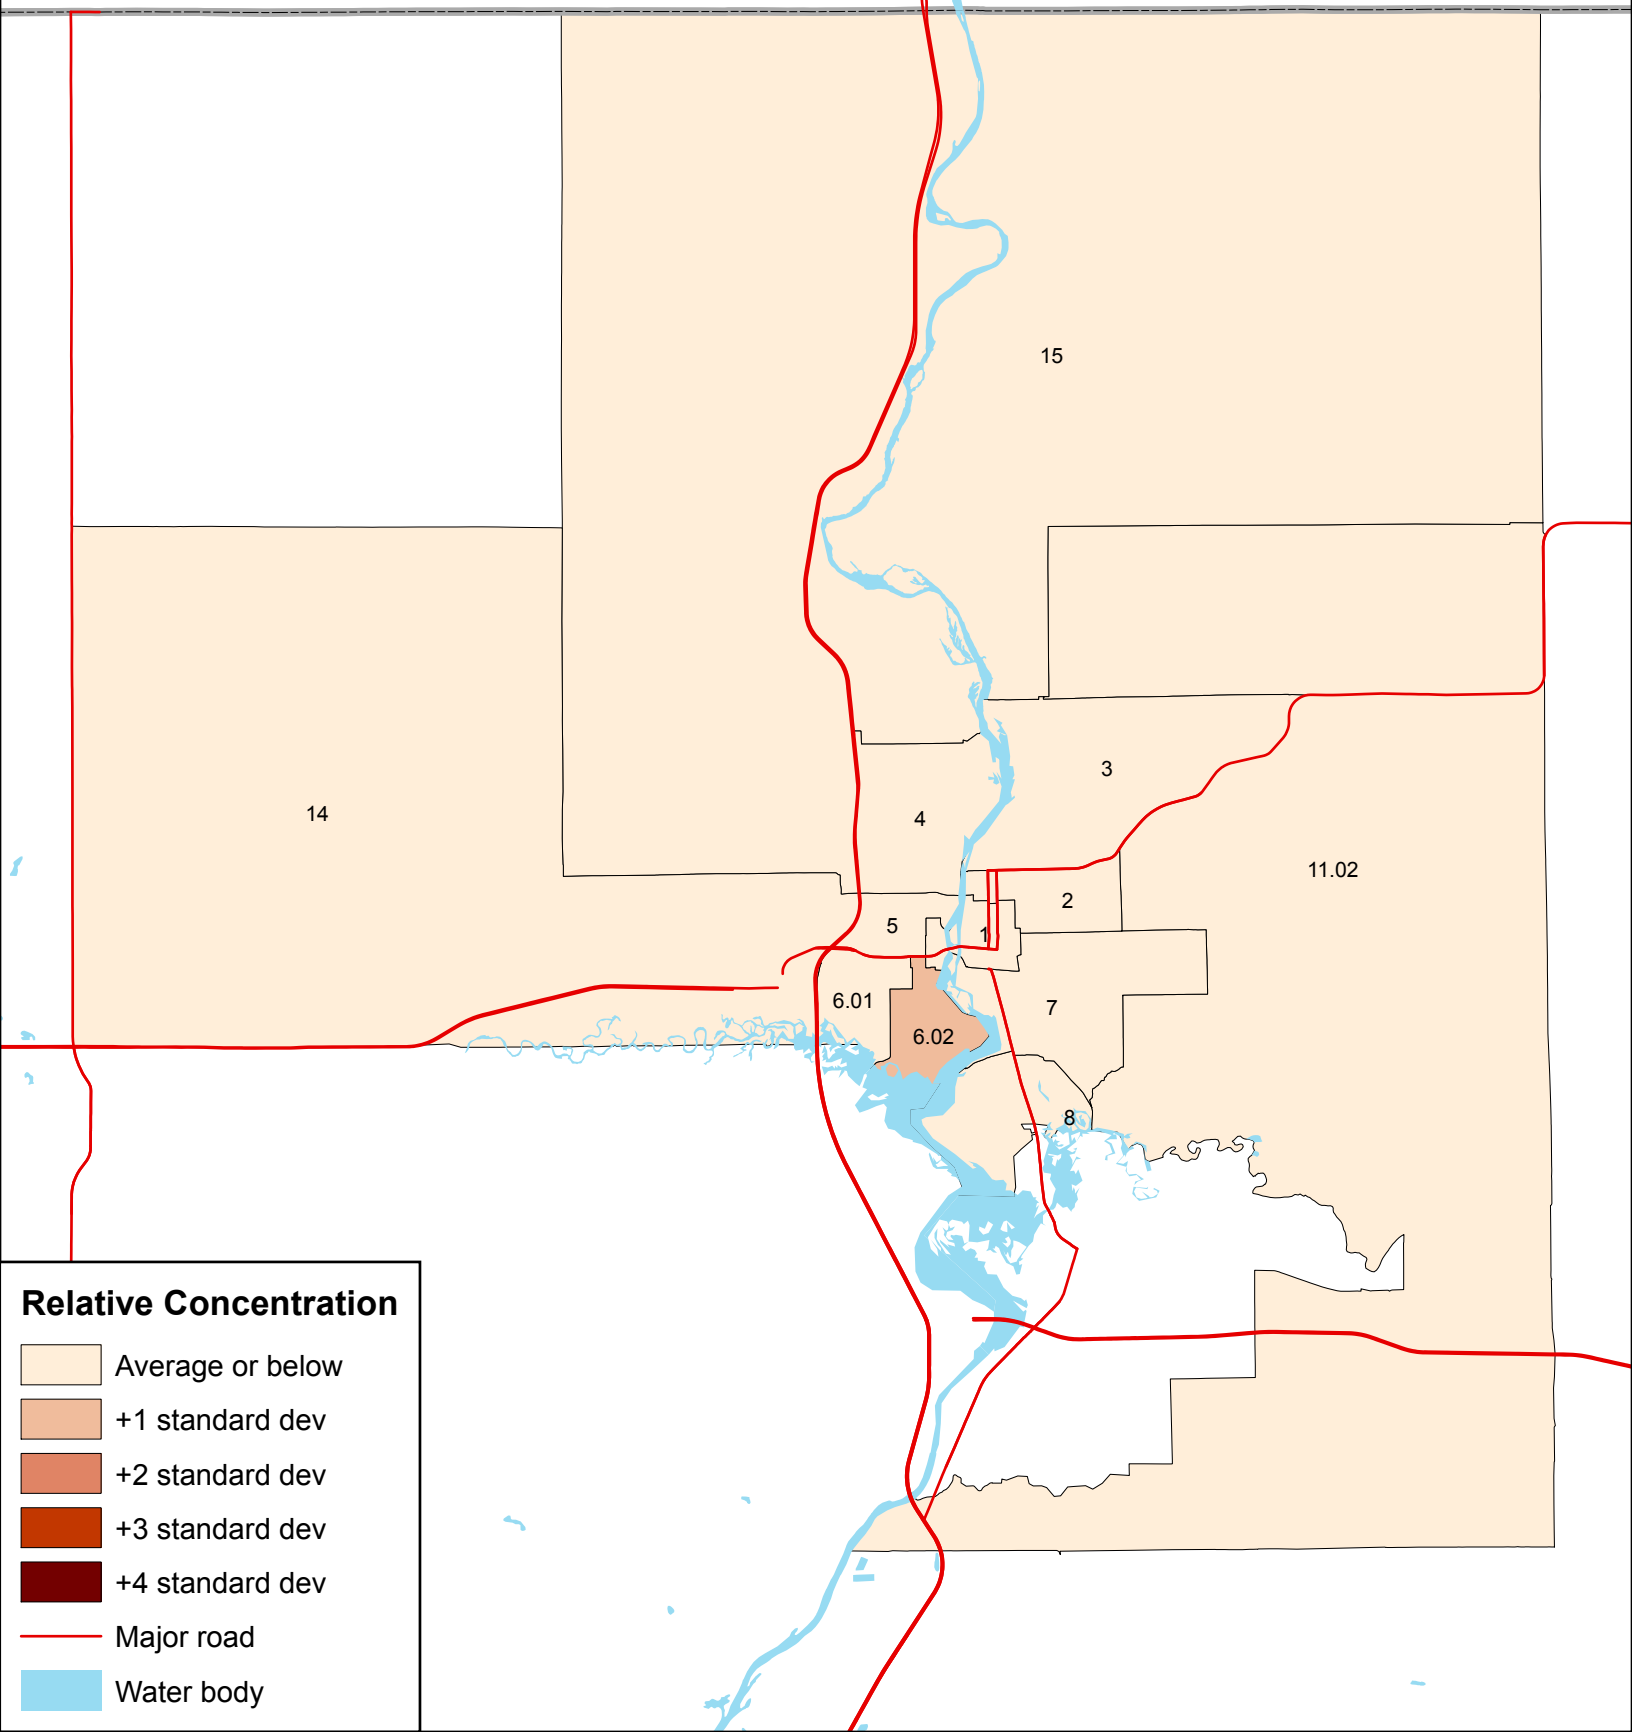 15
3
14
4
11.02
2
5
1
6.01
7
6.02
8
Relative Concentration
Average or below
+1 standard dev
+2 standard dev
+3 standard dev
+4 standard dev
Major road
Water body